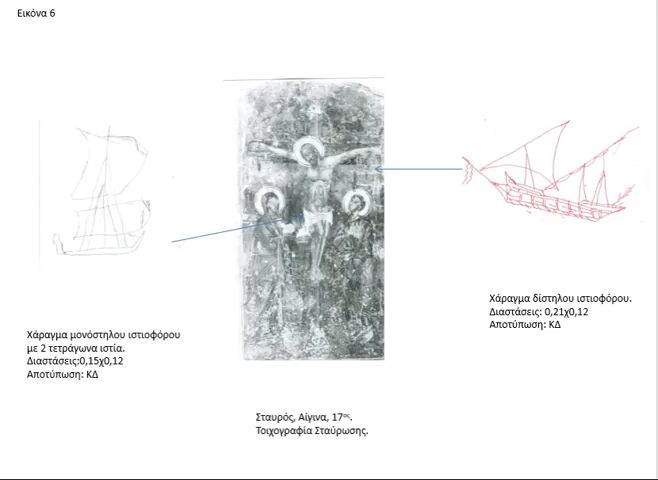 Εικόνα 6
Χάραγμα δίστηλου ιστιοφόρου.
Διαστάσεις: 0,21χ0,12
Αποτύπωση: ΚΔ
Χάραγμα μονόστηλου ιστιοφόρου
με 2 τετράγωνα ιστία.
Διαστάσεις:0,15χ0,12
Αποτύπωση: ΚΔ
Σταυρός, Αίγινα, 17ος.
Τοιχογραφία Σταύρωσης.